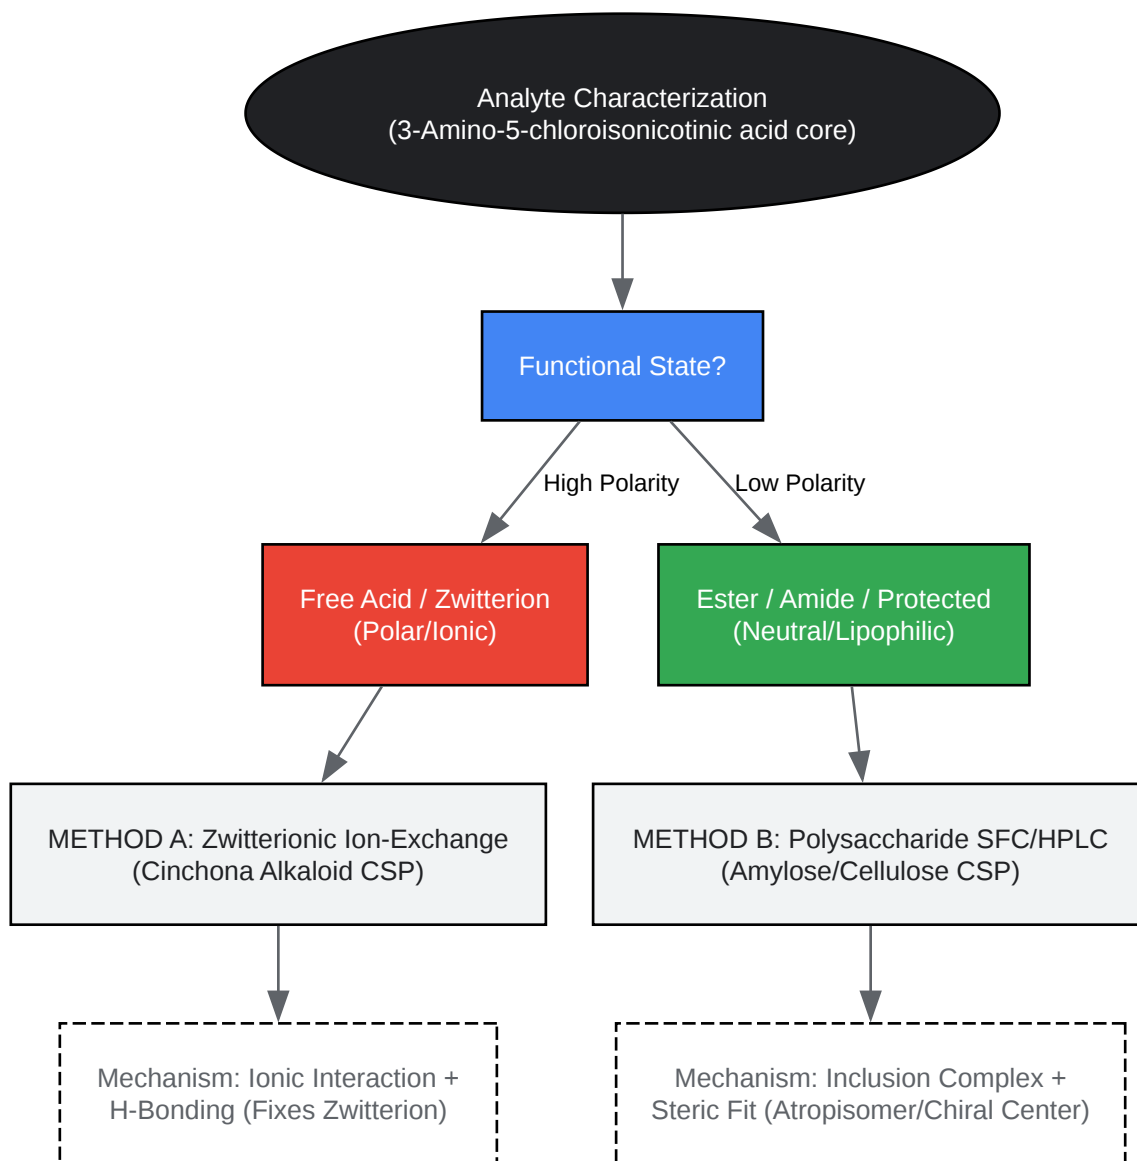 Analyte Characterization
(3-Amino-5-chloroisonicotinic acid core)
Functional State?
High Polarity
Low Polarity
Free Acid / Zwitterion
(Polar/Ionic)
Ester / Amide / Protected
(Neutral/Lipophilic)
METHOD A: Zwitterionic Ion-Exchange
(Cinchona Alkaloid CSP)
METHOD B: Polysaccharide SFC/HPLC
(Amylose/Cellulose CSP)
Mechanism: Ionic Interaction +
H-Bonding (Fixes Zwitterion)
Mechanism: Inclusion Complex +
Steric Fit (Atropisomer/Chiral Center)